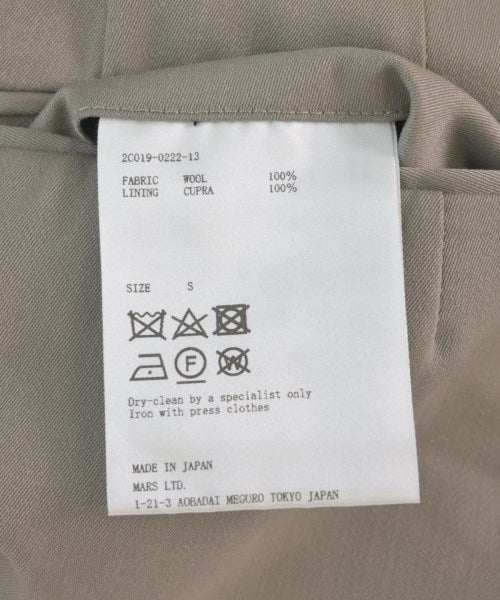 2C019-0222-13
FABRIC WOOL 100%
LINING CUPRA 100%
SIZE S
F
W
Dry-clean by a specialist only
Iron with press clothes
MADE IN JAPAN
MARS LTD.
1-21-3 AOBADAI MEGURO TOKYO JAPAN